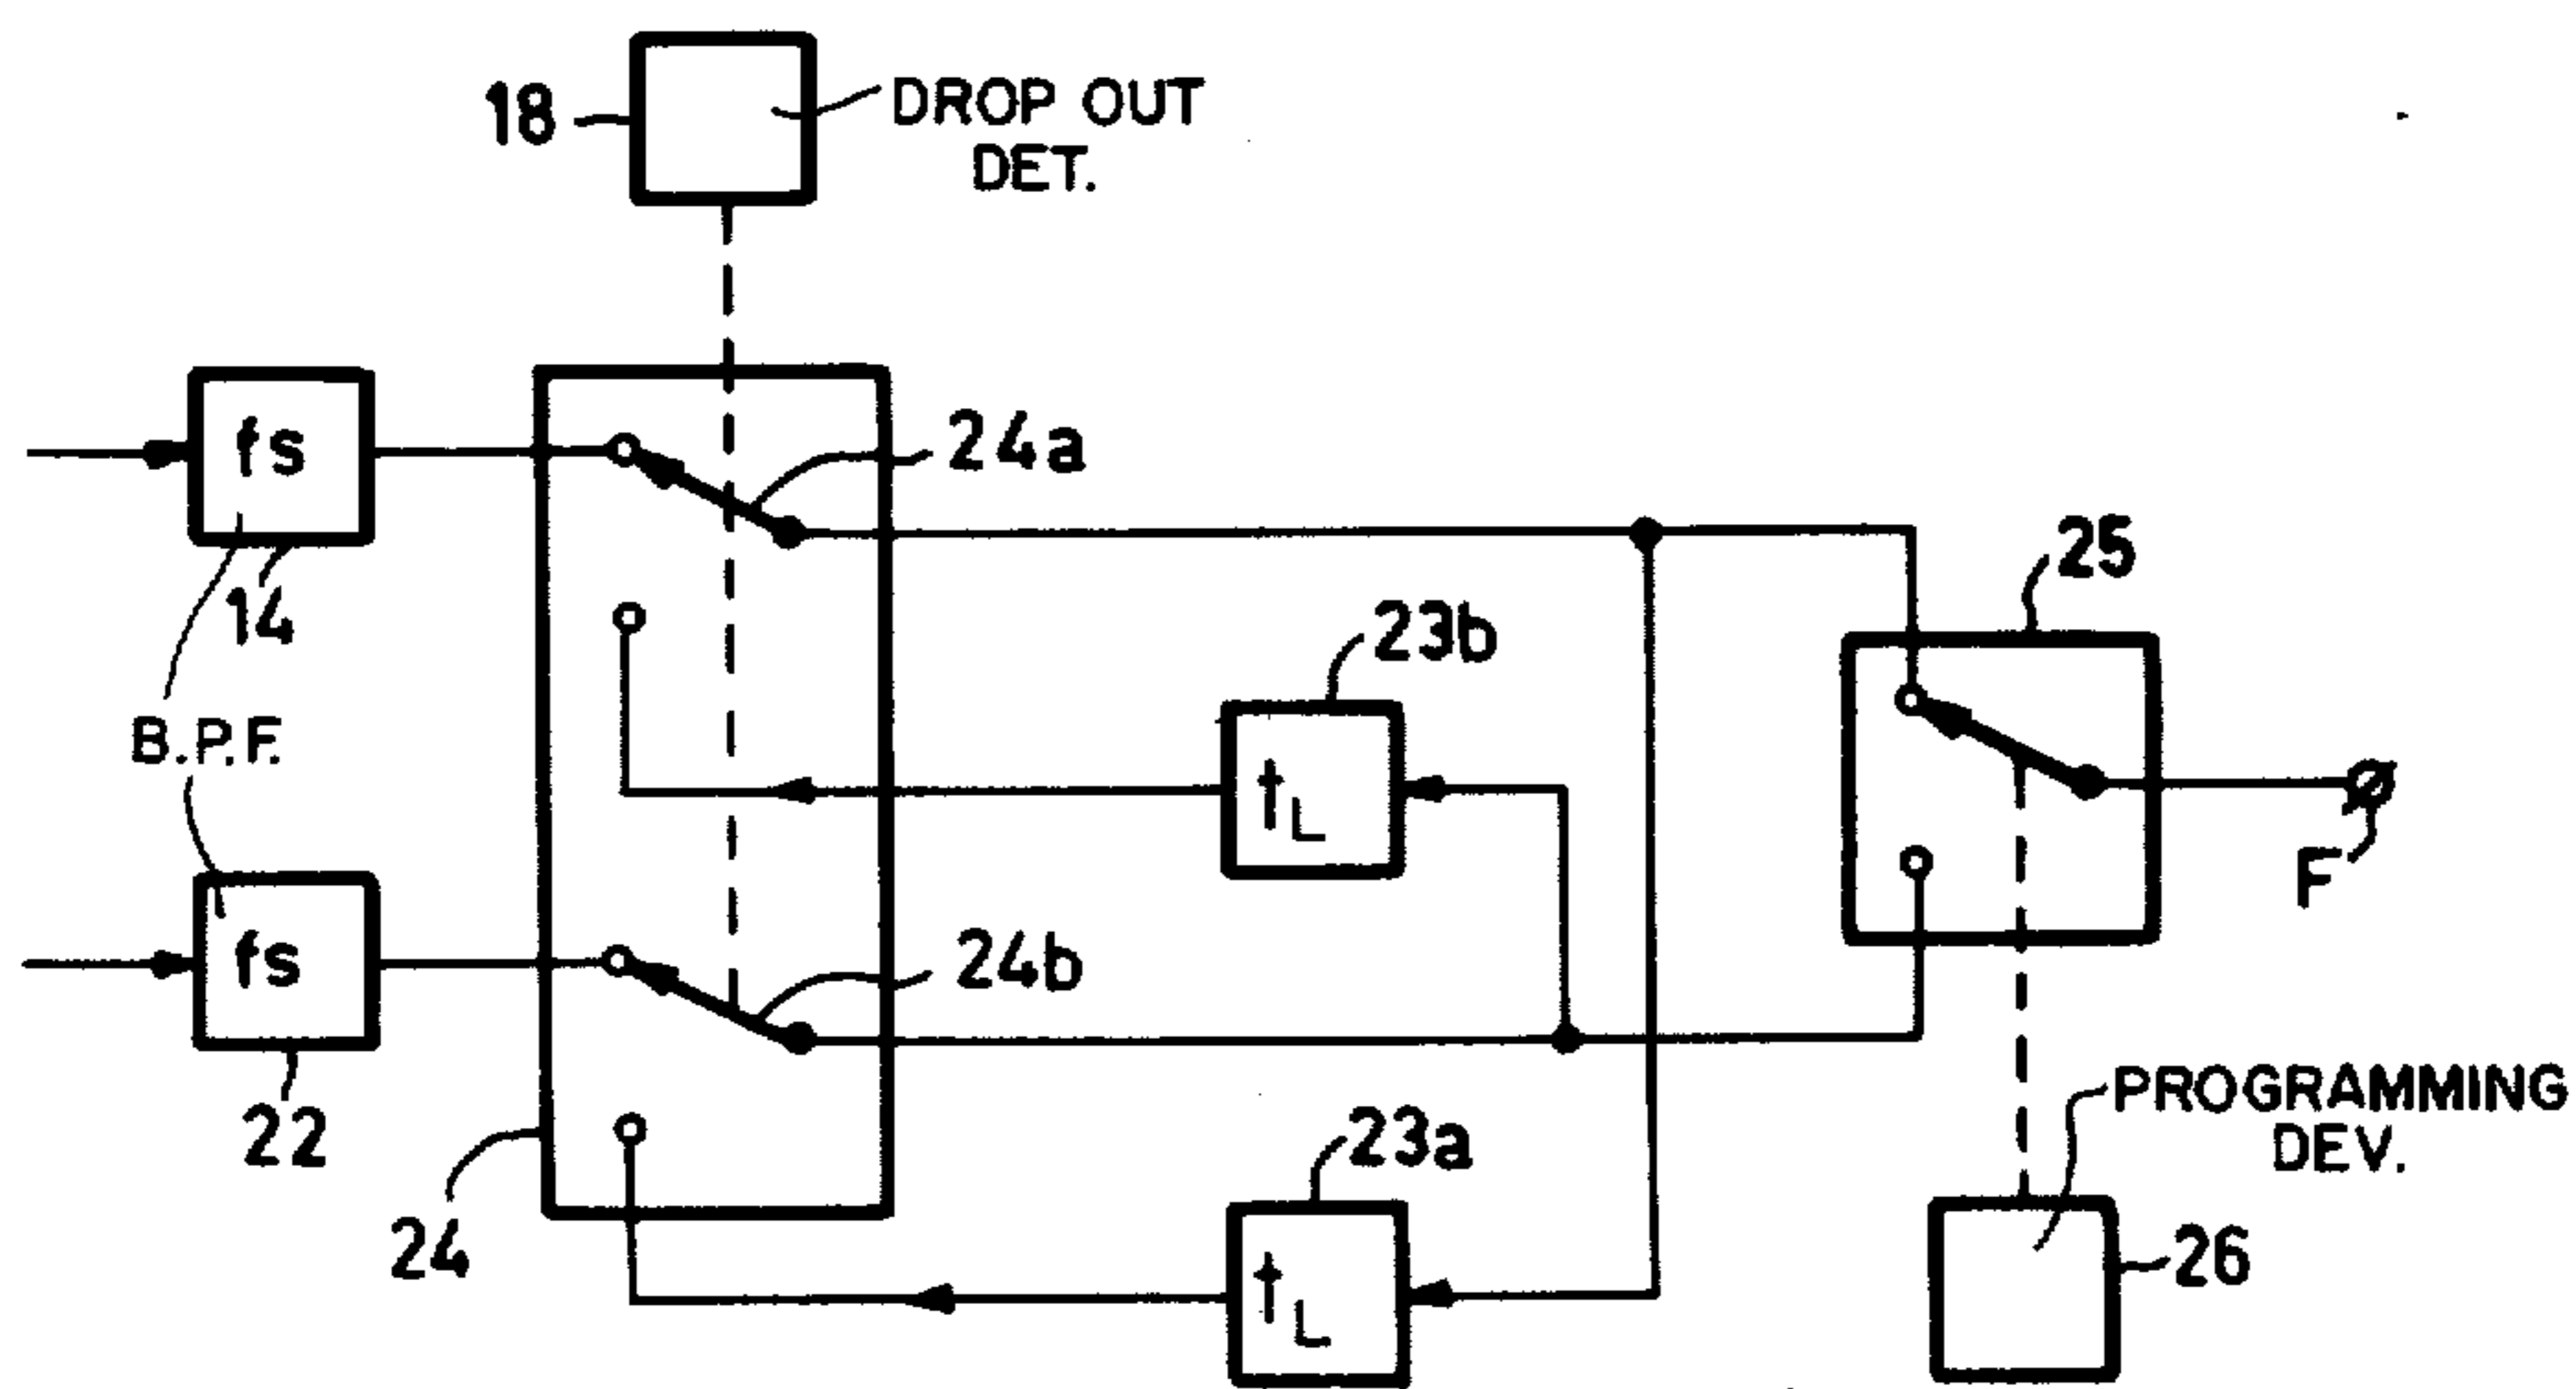 18
DROP OUT
DET.
fs
24a
14
25
23b
B.P.F.
tL
F
fs
24b
22
23a
PROGRAMMING
DEV.
24
tL
26